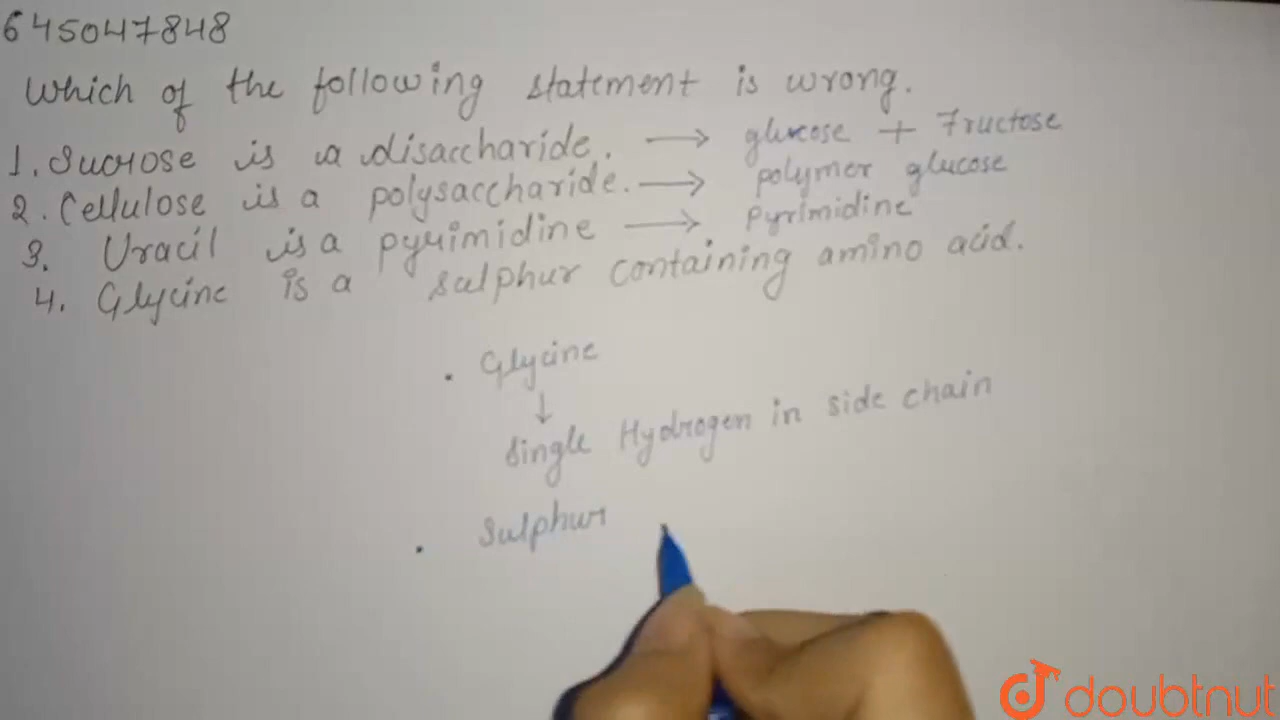 645047848
Which of the following statement is wrong.
1. Sucrose is a disaccharide. → glucose + Fructose
2. Cellulose is a polysaccharide. → polymer glucose
3. Uracil is a pyrimidine → Pyrimidine
4. Glycine is a sulphur containing amino acid.
. Glycine
↓
Single Hydrogen in side chain
. Sulphur
doubtnut